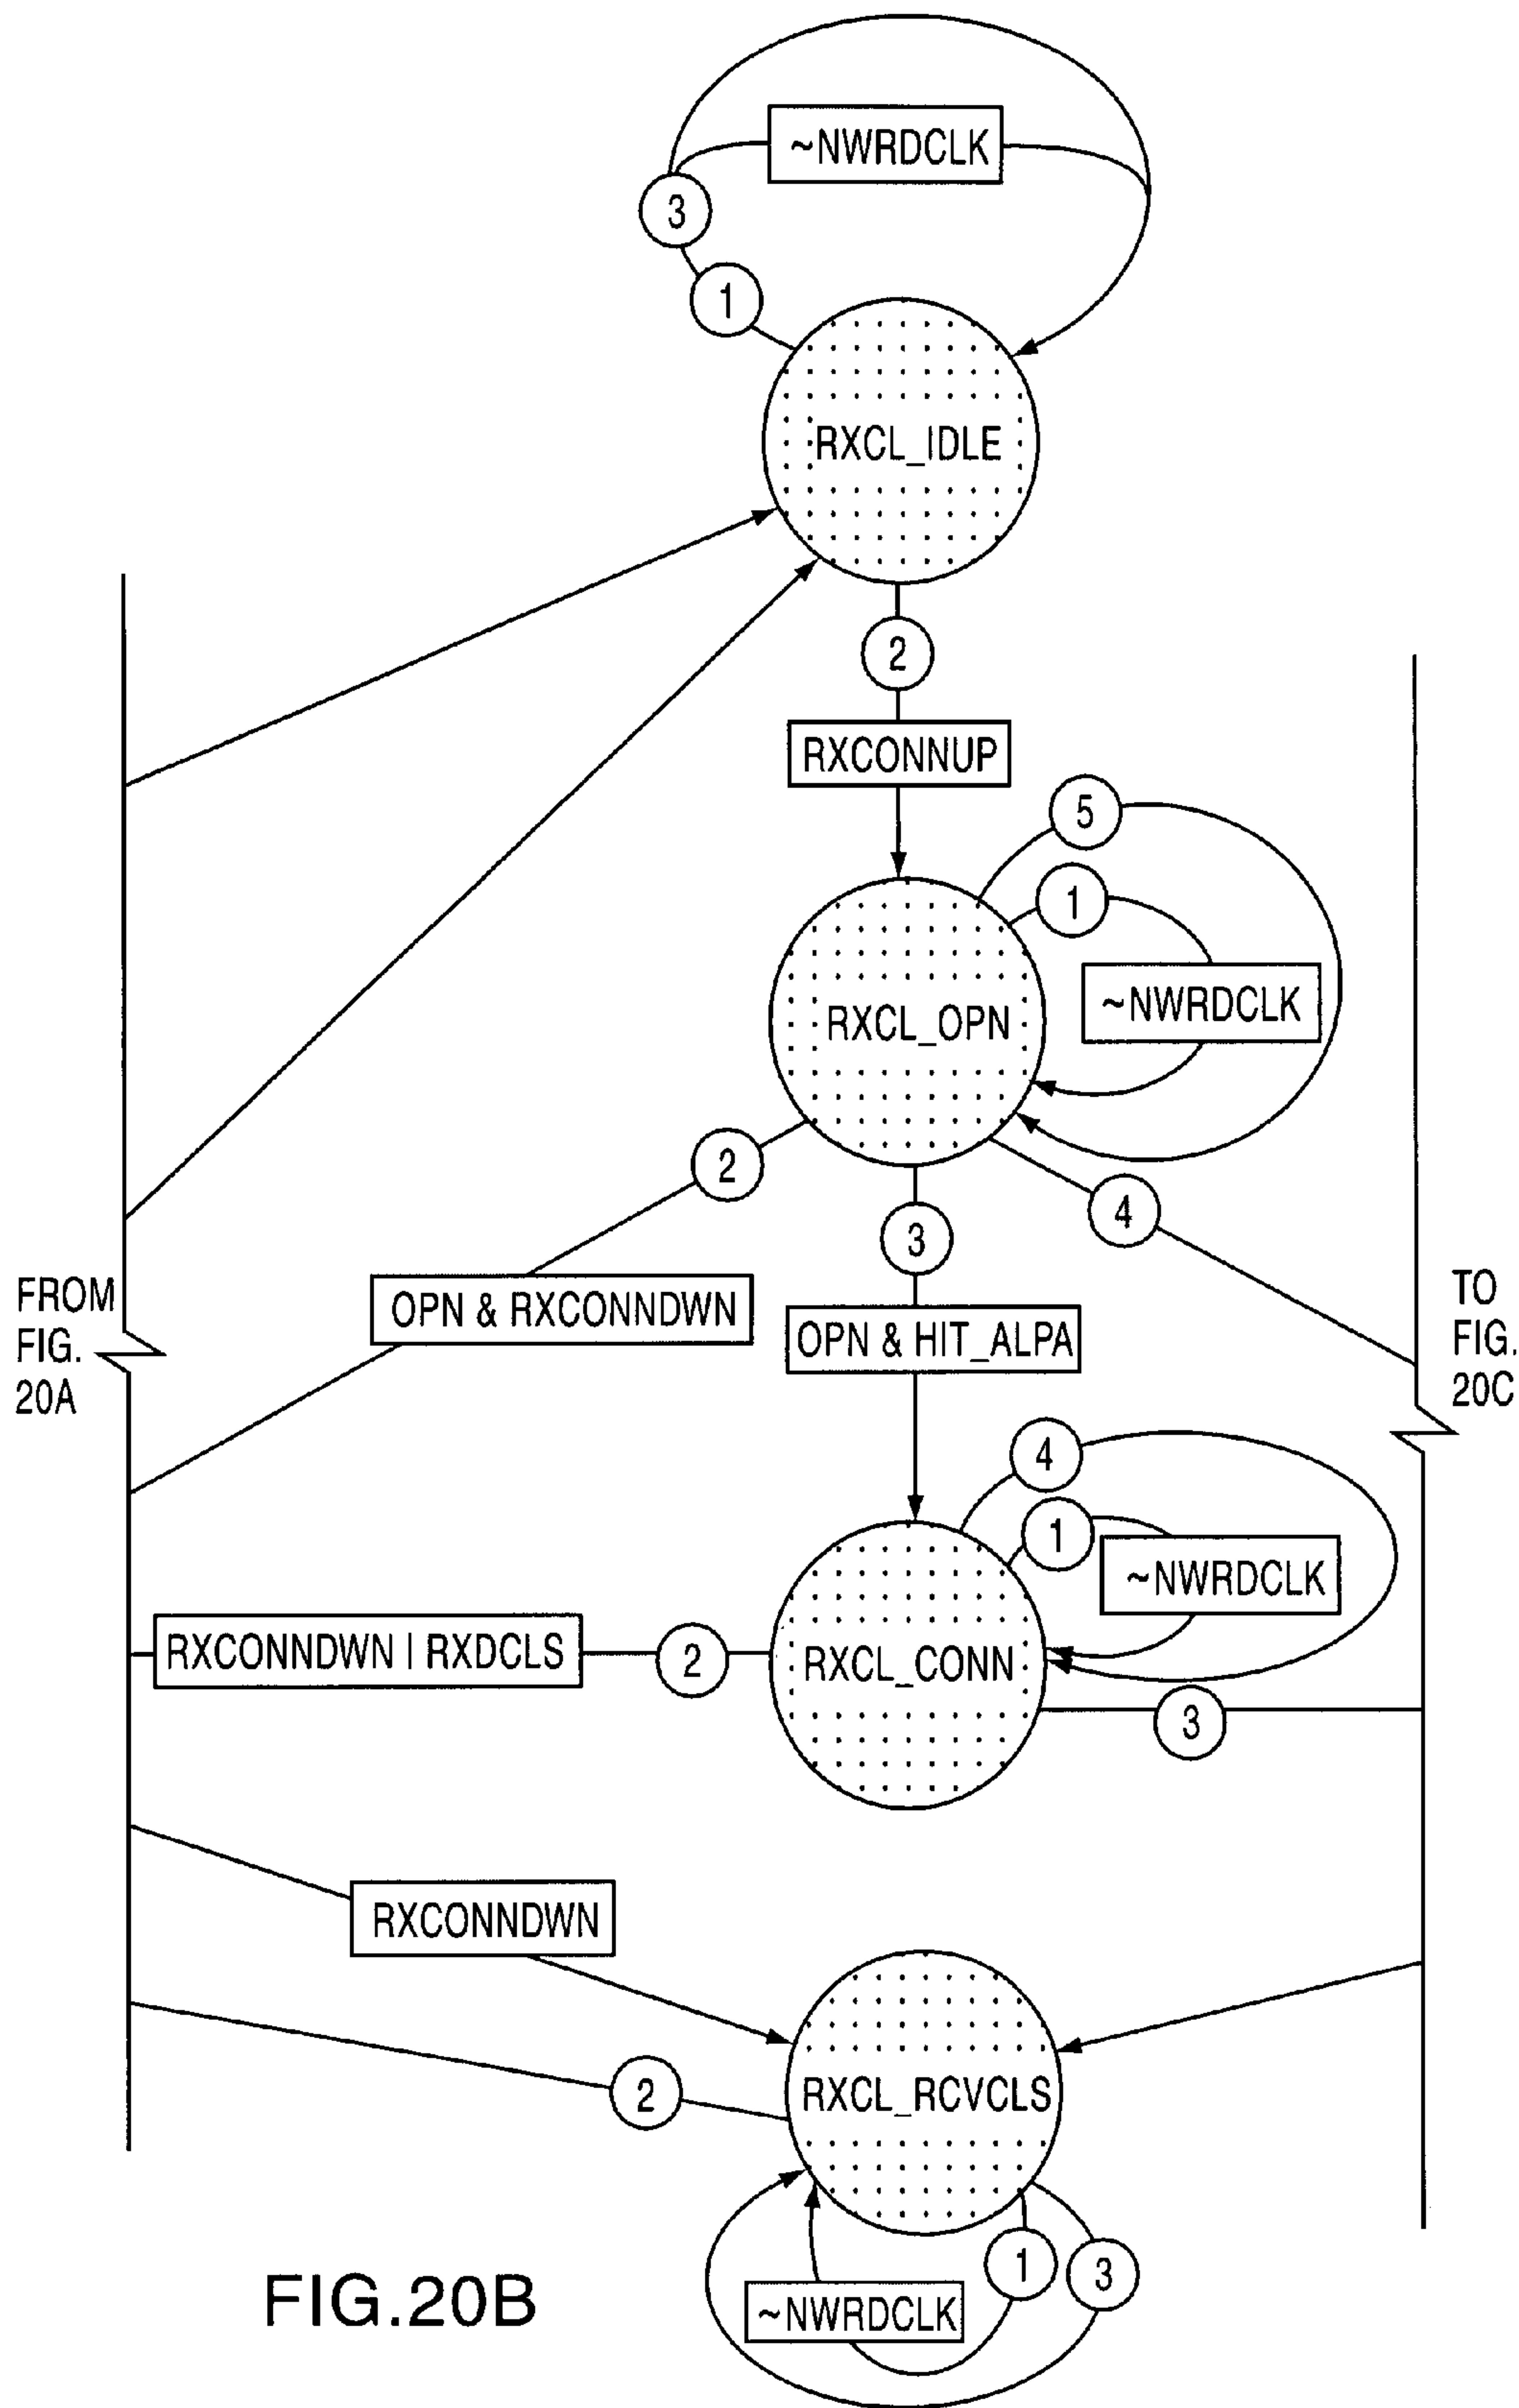 ~NWRDCLK
3
1
RXCL_IDLE
2
RXCONNUP
5
1
~NWRDCLK
RXCL_OPN
2
3
4
FROM
FIG.
20A
OPN & RXCONNDWN
OPN & HIT_ALPA
TO
FIG.
20C
4
1
~NWRDCLK
RXCONNDWN | RXDCLS
2
RXCL_CONN
3
RXCONNDWN
2
RXCL_RCVCLS
1
3
~NWRDCLK
FIG.20B